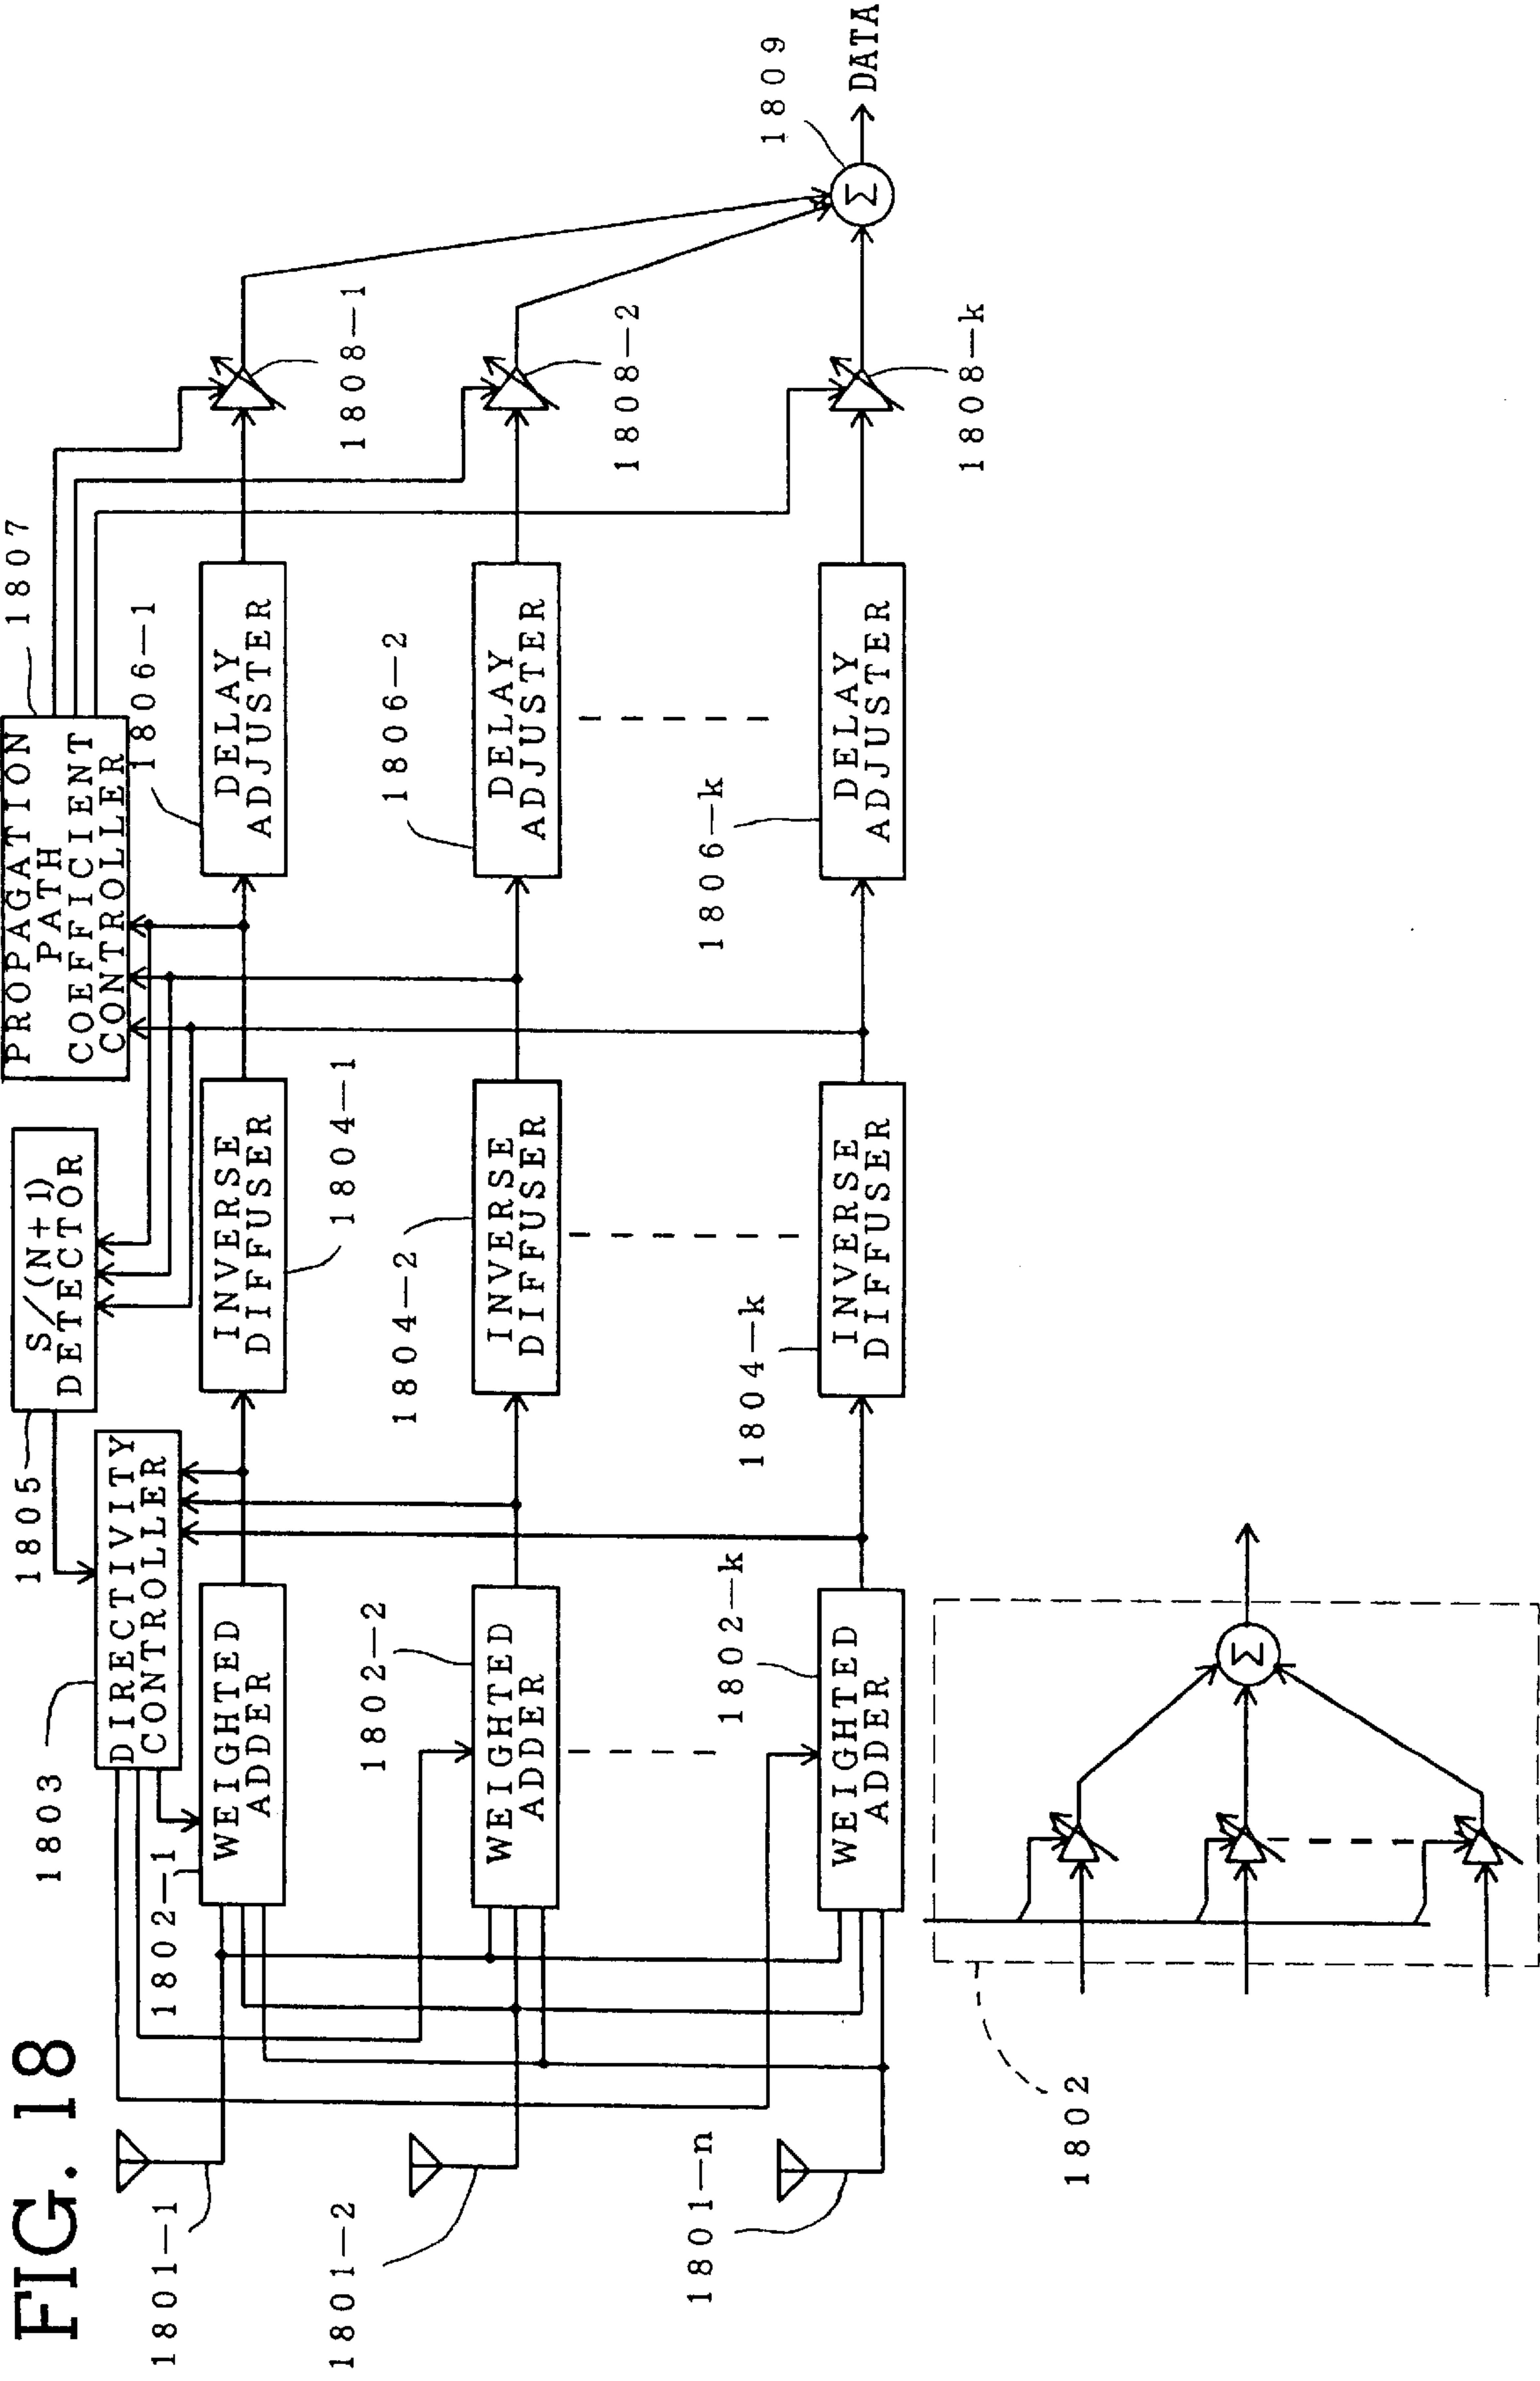 FIG. 18
1801-1
1801-2
1801-n
1802-1
WEIGHTED
ADDER
1802-2
WEIGHTED
ADDER
1802-k
WEIGHTED
ADDER
1803
DIRECTIVITY
CONTROLLER
1805
S/(N+1)
DETECTOR
INVERSE
DIFFUSER
1804-1
1804-2
INVERSE
DIFFUSER
1804-k
INVERSE
DIFFUSER
PROPAGATION
PATH
COEFFICIENT
CONTROLLER
1807
1806-1
DELAY
ADJUSTER
1806-2
DELAY
ADJUSTER
1806-k
DELAY
ADJUSTER
1808-1
1808-2
1808-k
1809
Σ
DATA
1802
Σ